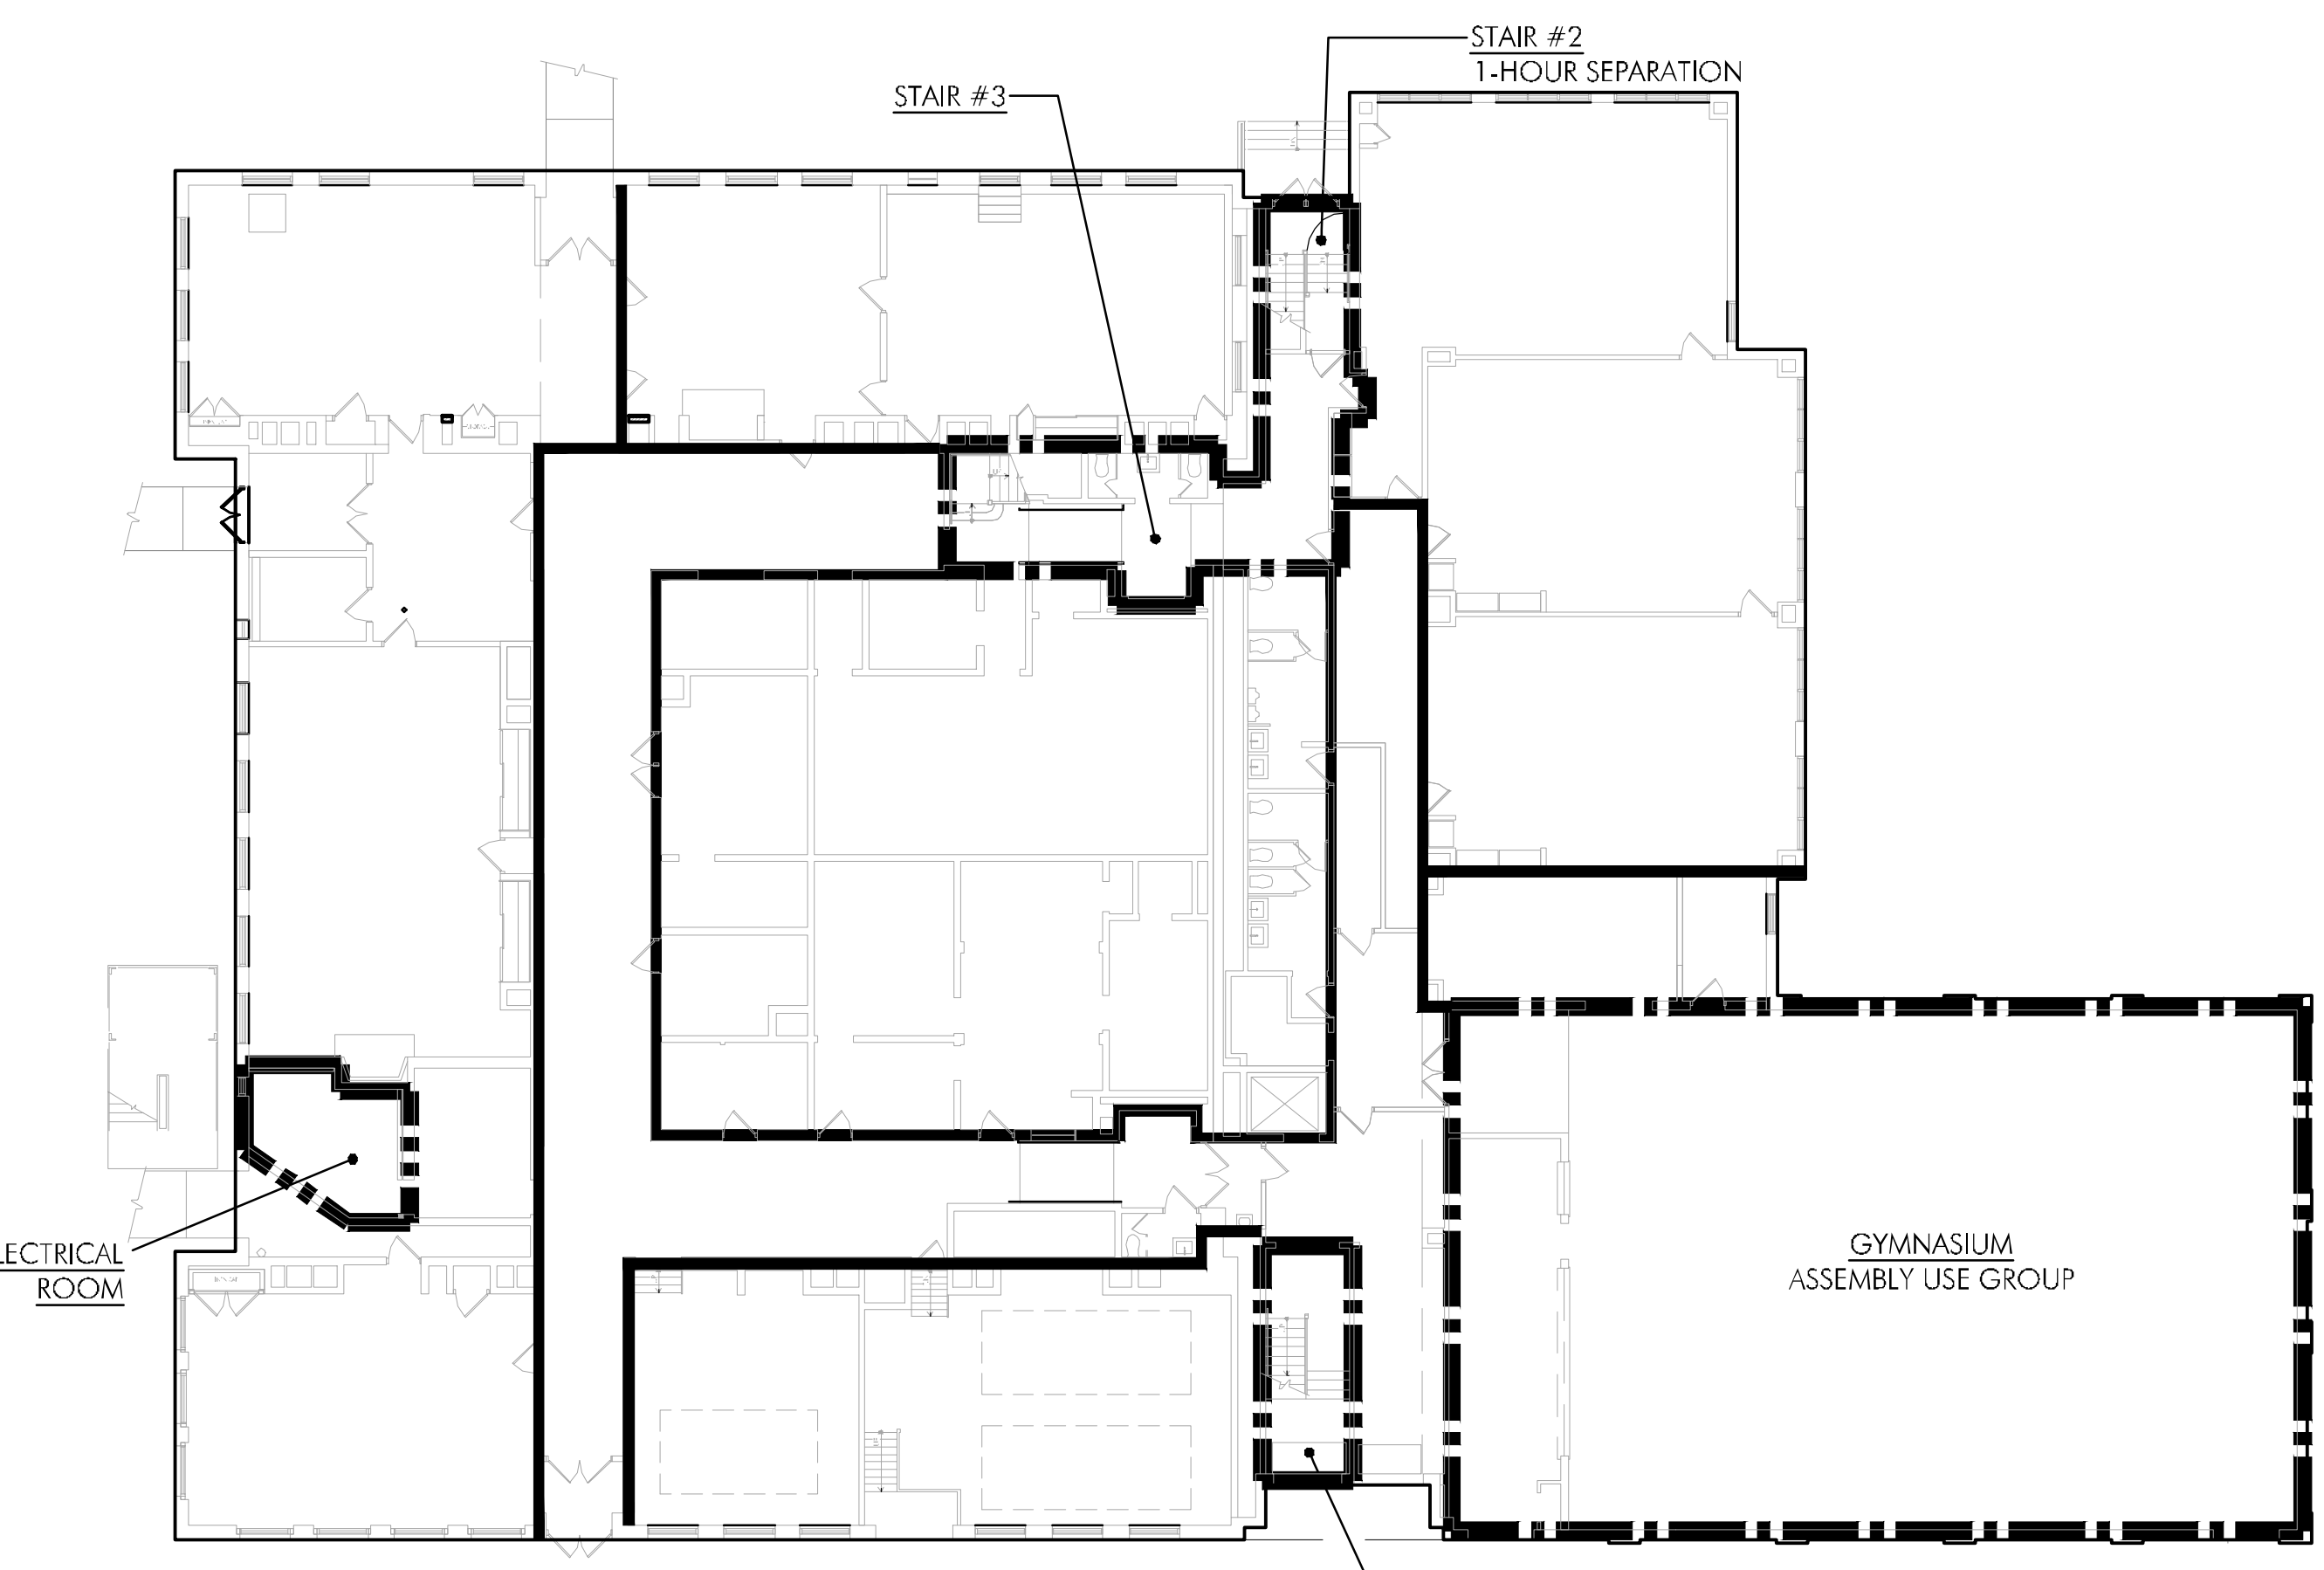 STAIR #2
1-HOUR SEPARATION
STAIR #3
LECTRICAL
ROOM
GYMNASIUM
ASSEMBLY USE GROUP